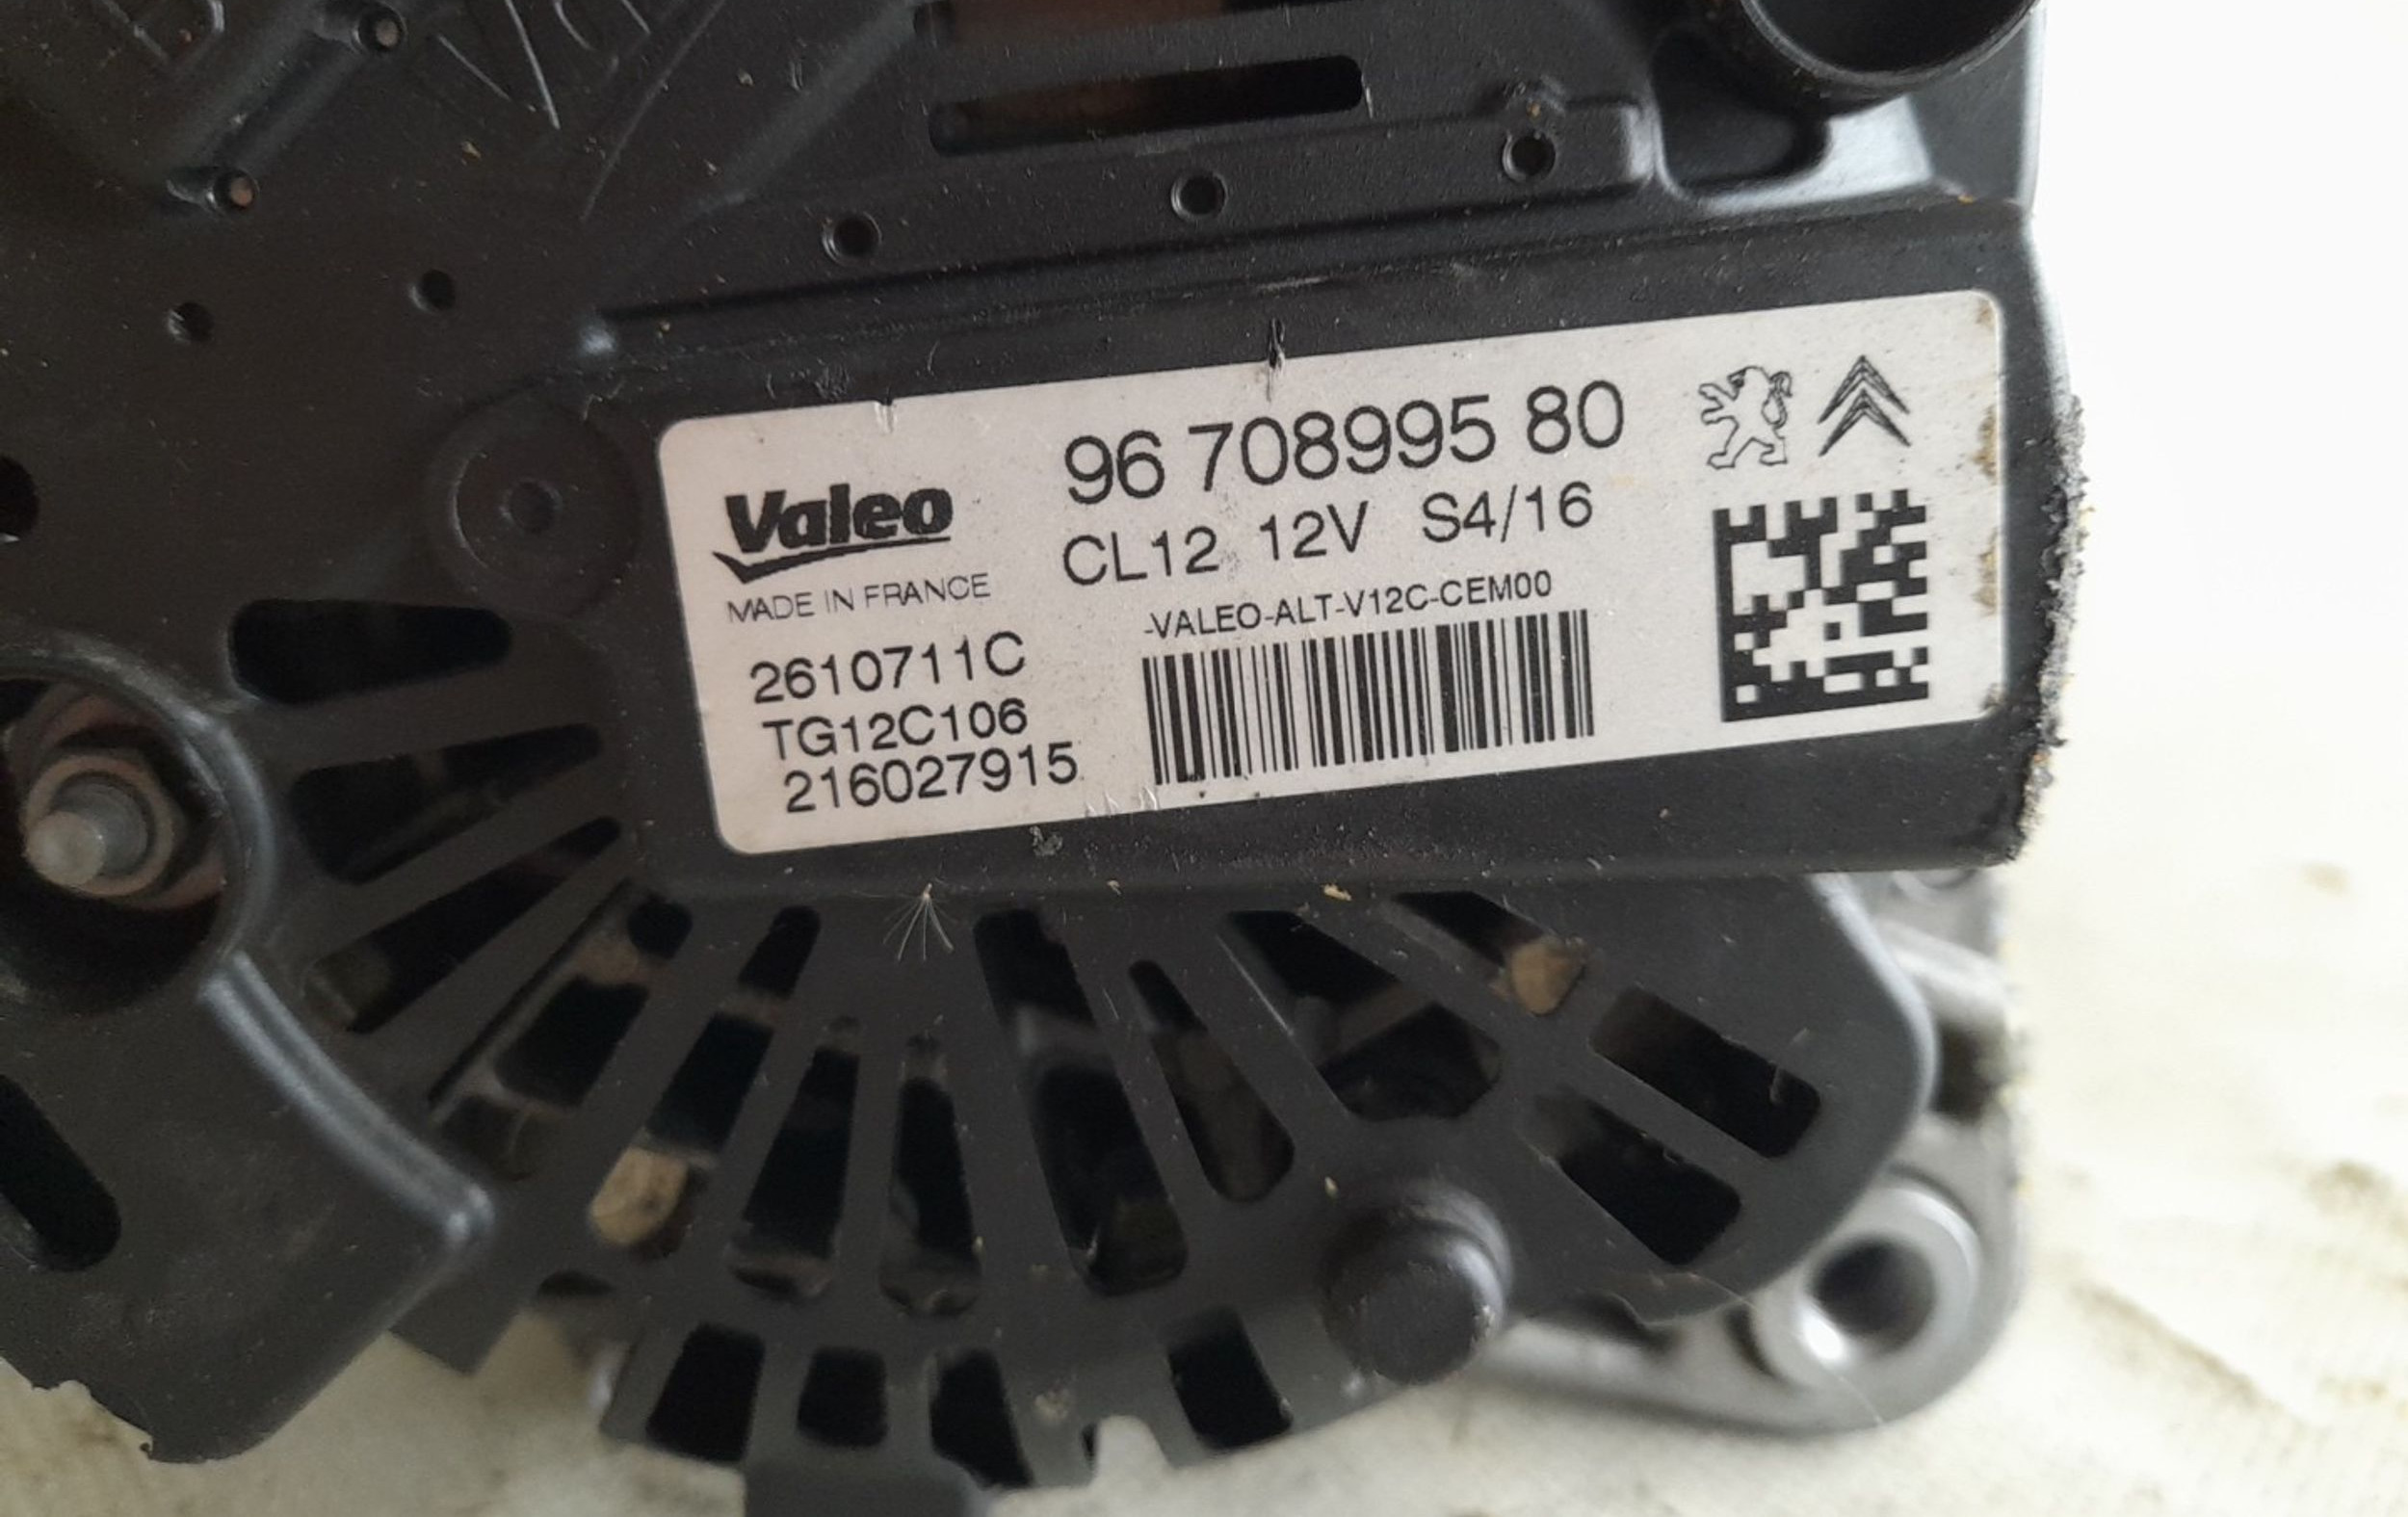 96 708995 80
Valeo
CL12 12V S4/16
MADE IN FRANCE
-VALEO-ALT-V12C-CEM00
2610711C
TG12C106
216027915